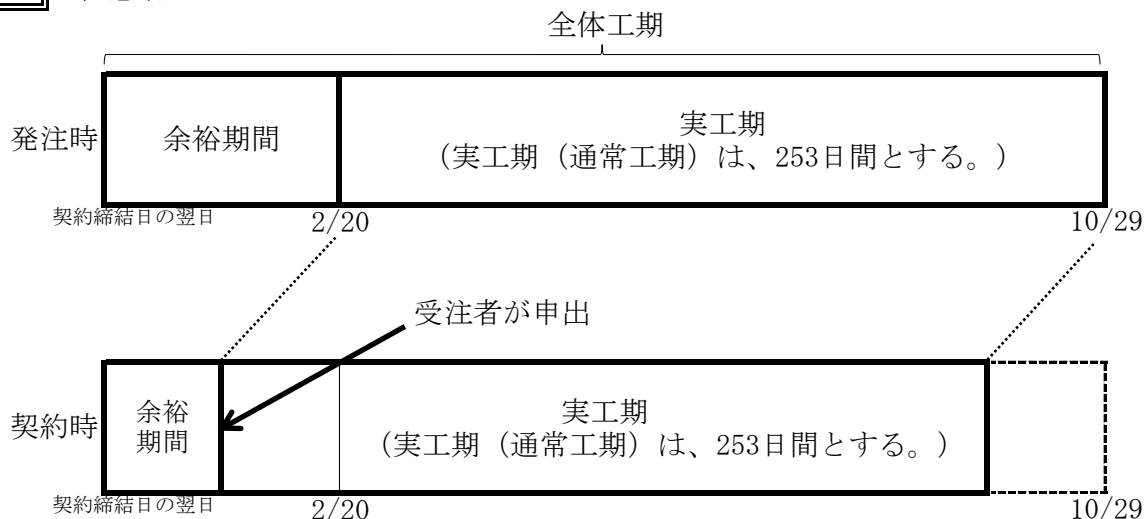 全体工期
発注時
余裕期間
実工期
（実工期（通常工期）は、253日間とする。）
契約締結日の翌日
2/20
10/29
受注者が申出
契約時
余裕
期間
実工期
（実工期（通常工期）は、253日間とする。）
契約締結日の翌日
2/20
10/29